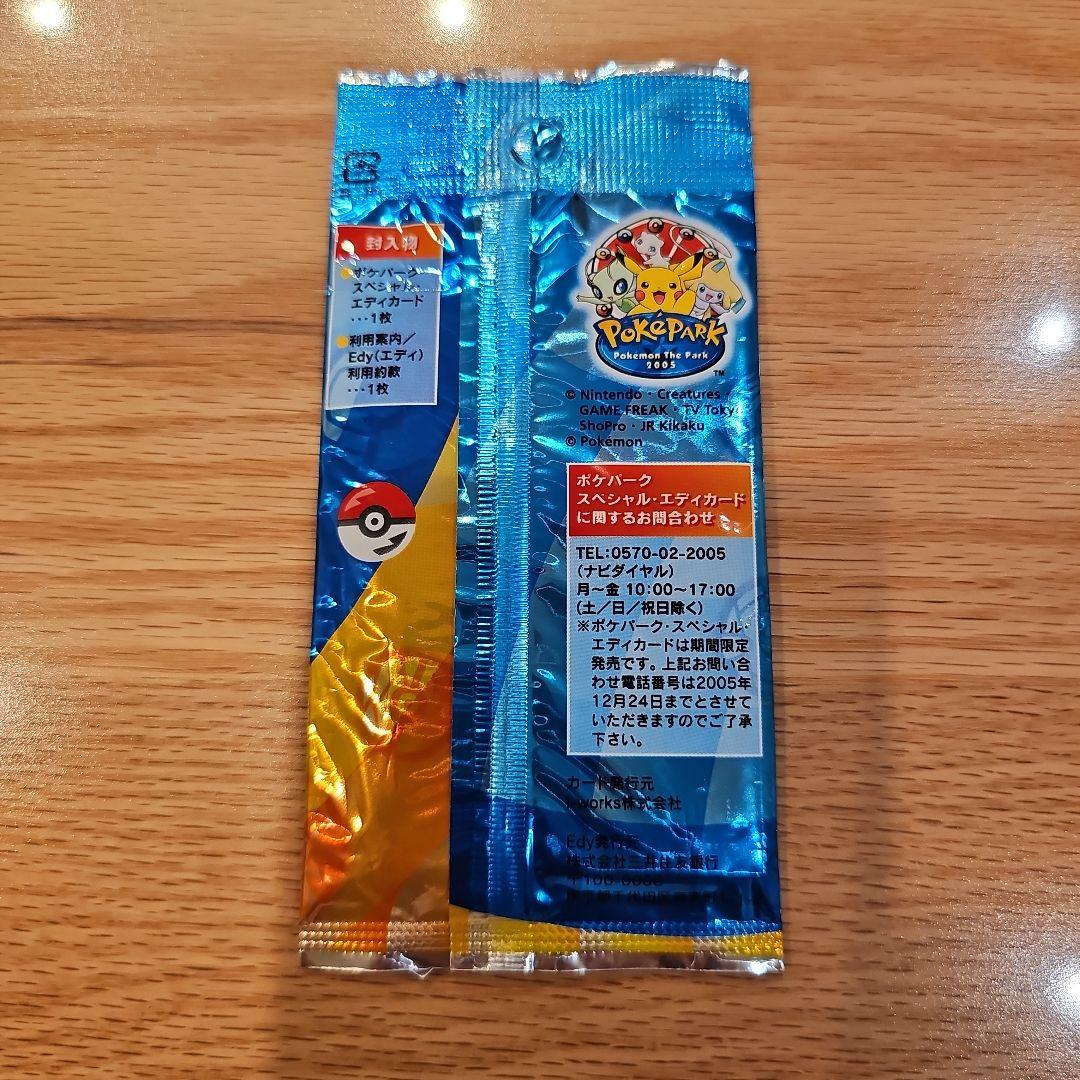 封入物
●ポケパーク
スペシャル・
エディカード
…1枚
●利用案内／
Edy(エディ)
利用約款
…1枚
POKéPARK
Pokémon The Park
2005
TM
© Nintendo・Creatures・
GAME FREAK・TV Toky
ShoPro・JR Kikaku
© Pokémon
ポケパーク
スペシャル・エディカード
に関するお問合わせ
TEL:0570-02-2005
(ナビダイヤル)
月〜金 10:00〜17:00
(土／日／祝日除く)
※ポケパーク・スペシャル・
エディカードは期間限定
発売です。上記お問い合
わせ電話番号は2005年
12月24日までとさせて
いただきますのでご了承
下さい。
カード発行元
works株式会社
Edy発行元
株式会社三井住友銀行